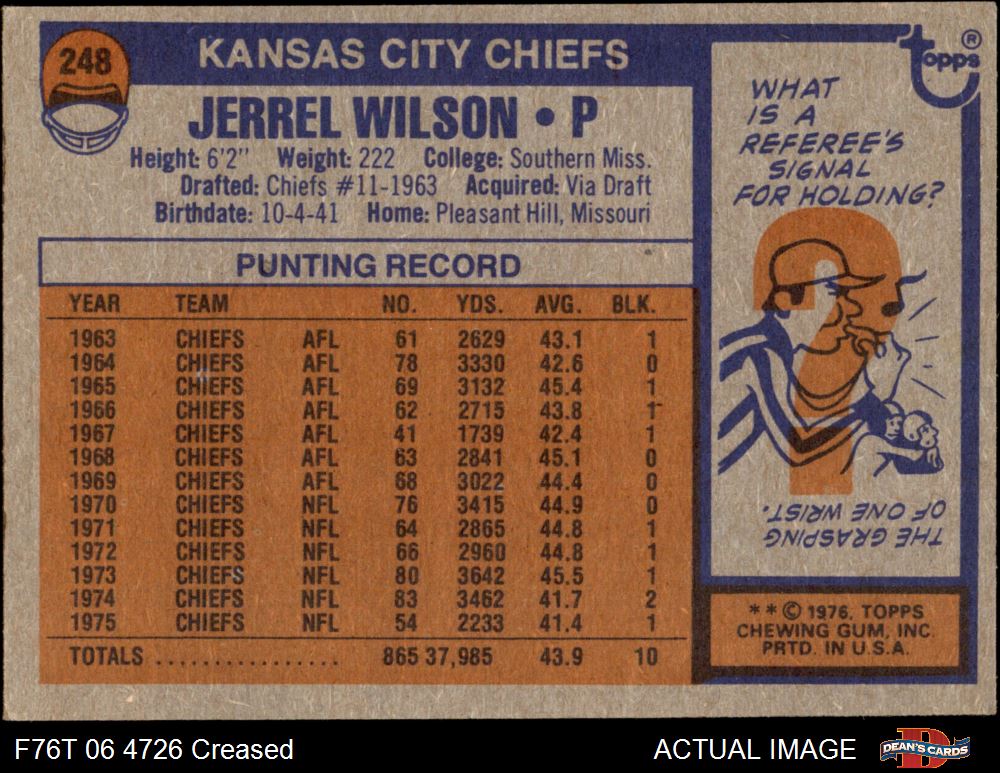 248
KANSAS CITY CHIEFS
JERREL WILSON • P
Height: 6'2" Weight: 222 College: Southern Miss.
Drafted: Chiefs #11-1963 Acquired: Via Draft
Birthdate: 10-4-41 Home: Pleasant Hill, Missouri
PUNTING RECORD
YEAR TEAM NO. YDS. AVG. BLK.
1963 CHIEFS AFL 61 2629 43.1 1
1964 CHIEFS AFL 78 3330 42.6 0
1965 CHIEFS AFL 69 3132 45.4 1
1966 CHIEFS AFL 62 2715 43.8 1
1967 CHIEFS AFL 41 1739 42.4 1
1968 CHIEFS AFL 63 2841 45.1 0
1969 CHIEFS AFL 68 3022 44.4 0
1970 CHIEFS NFL 76 3415 44.9 0
1971 CHIEFS NFL 64 2865 44.8 1
1972 CHIEFS NFL 66 2960 44.8 1
1973 CHIEFS NFL 80 3642 45.5 1
1974 CHIEFS NFL 83 3462 41.7 2
1975 CHIEFS NFL 54 2233 41.4 1
TOTALS ................ 865 37,985 43.9 10
topps ®
WHAT
IS A
REFEREE'S
SIGNAL
FOR HOLDING?
?
THE GRASPING
OF ONE WRIST.
** © 1976, TOPPS
CHEWING GUM, INC.
PRTD. IN U.S.A.
F76T 06 4726 Creased
ACTUAL IMAGE
DEAN'S CARDS